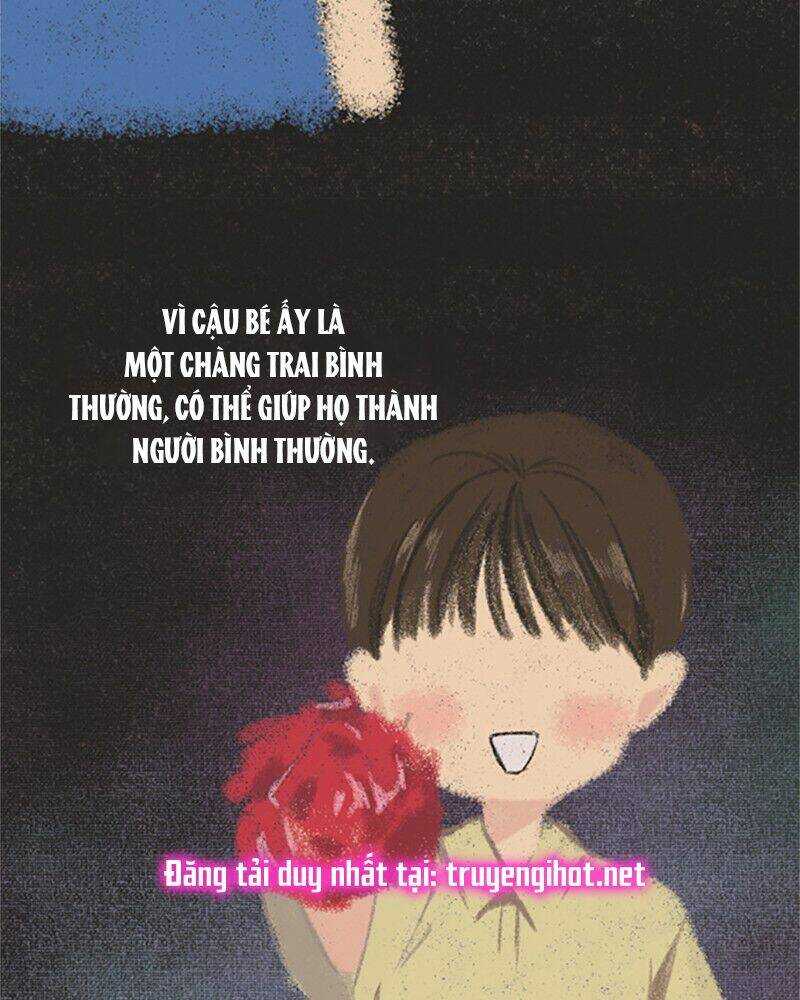 VÌ CẬU BÉ ẤY LÀ
MỘT CHÀNG TRAI BÌNH
THƯỜNG, CÓ THỂ GIÚP HỌ THÀNH
NGƯỜI BÌNH THƯỜNG.
Đăng tải duy nhất tại: truyengihot.net